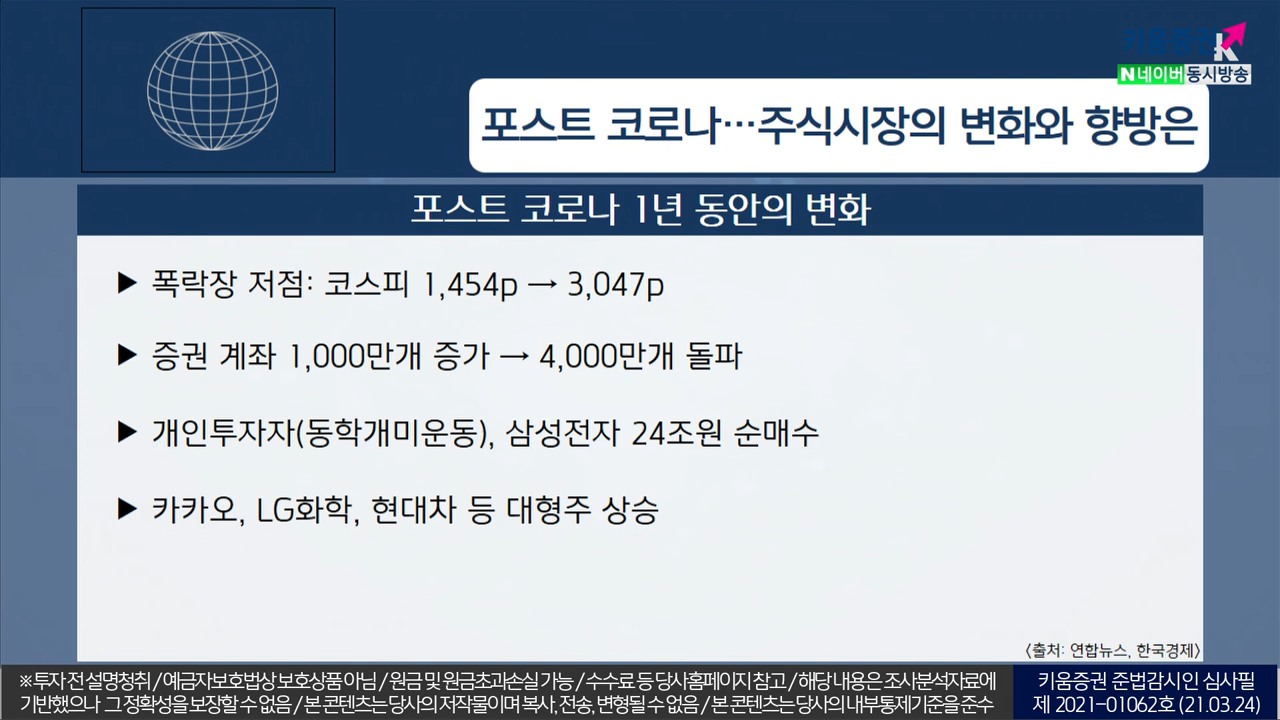 키움증권K
N 네이버 동시방송
포스트 코로나…주식시장의 변화와 향방은
포스트 코로나 1년 동안의 변화
▶ 폭락장 저점: 코스피 1,454p → 3,047p
▶ 증권 계좌 1,000만개 증가 → 4,000만개 돌파
▶ 개인투자자(동학개미운동), 삼성전자 24조원 순매수
▶ 카카오, LG화학, 현대차 등 대형주 상승
〈출처: 연합뉴스, 한국경제〉
※ 투자 전 설명청취 / 예금자보호법상 보호상품 아님 / 원금 및 원금초과손실 가능 / 수수료 등 당사홈페이지 참고 / 해당 내용은 조사분석자료에
기반했으나 그 정확성을 보장할 수 없음 / 본 콘텐츠는 당사의 저작물이며 복사, 전송, 변형될 수 없음 / 본 콘텐츠는 당사의 내부통제기준을 준수
키움증권 준법감시인 심사필
제 2021-01062호 (21.03.24)